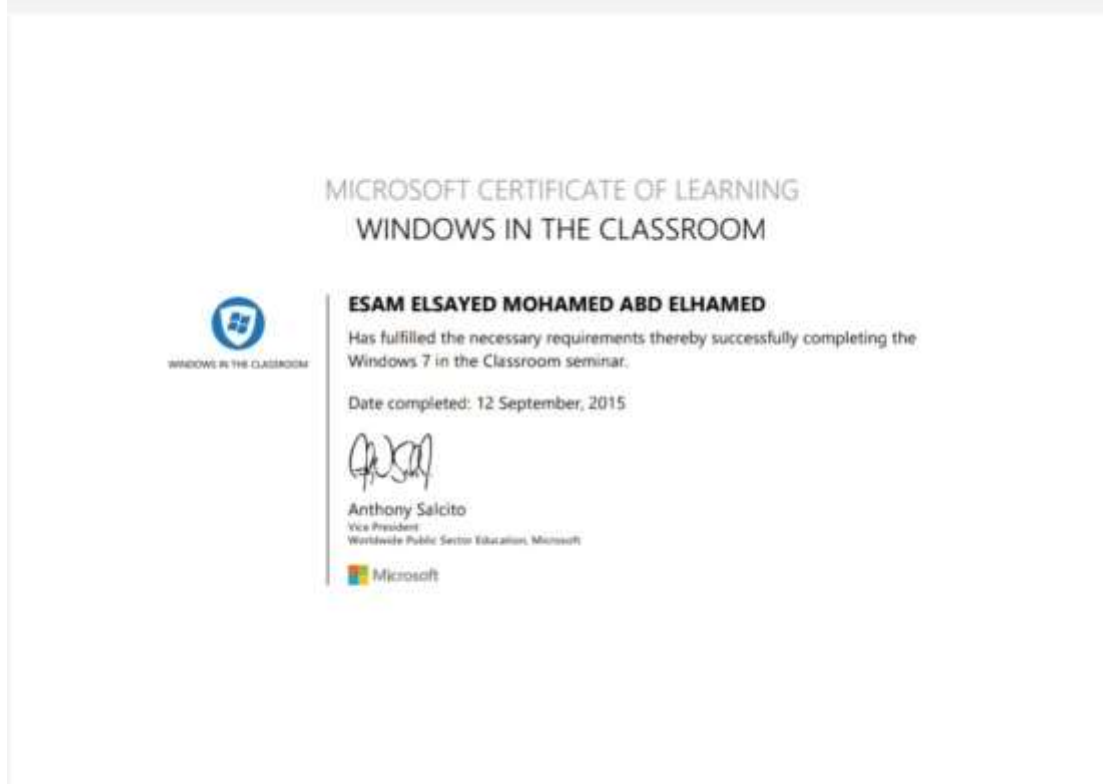 MICROSOFT CERTIFICATE OF LEARNING
WINDOWS IN THE CLASSROOM
WINDOWS IN THE CLASSROOM
ESAM ELSAYED MOHAMED ABD ELHAMED
Has fulfilled the necessary requirements thereby successfully completing the
Windows 7 in the Classroom seminar.
Date completed: 12 September, 2015
Anthony Salcito
Vice President
Worldwide Public Sector Education, Microsoft
Microsoft